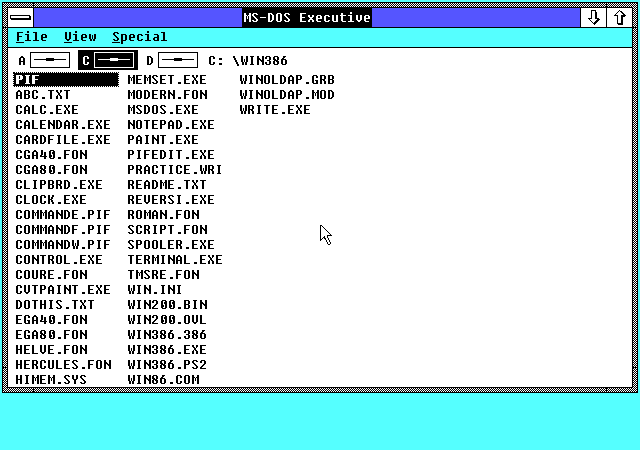 MS-DOS Executive
File View Special
A C D C: \WIN386
PIF MEMSET.EXE WINOLDAP.GRB
ABC.TXT MODERN.FON WINOLDAP.MOD
CALC.EXE MSDOS.EXE WRITE.EXE
CALENDAR.EXE NOTEPAD.EXE
CARDFILE.EXE PAINT.EXE
CGA40.FON PIFEDIT.EXE
CGA80.FON PRACTICE.WRI
CLIPBRD.EXE README.TXT
CLOCK.EXE REVERSI.EXE
COMMANDE.PIF ROMAN.FON
COMMANDF.PIF SCRIPT.FON
COMMANDW.PIF SPOOLER.EXE
CONTROL.EXE TERMINAL.EXE
COURE.FON TMSRE.FON
CVTPAINT.EXE WIN.INI
DOTHIS.TXT WIN200.BIN
EGA40.FON WIN200.OVL
EGA80.FON WIN386.386
HELVE.FON WIN386.EXE
HERCULES.FON WIN386.PS2
HIMEM.SYS WIN86.COM